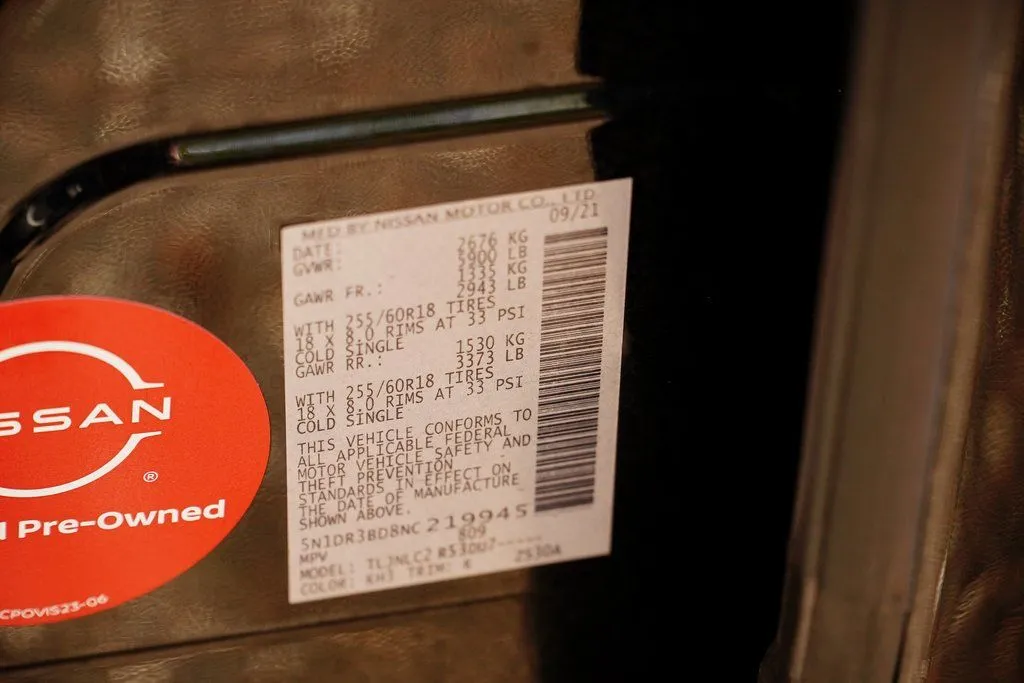 MFD BY NISSAN MOTOR CO., LTD
DATE: 09/21
GVWR: 2676 KG
5900 LB
GAWR FR.: 1335 KG
2943 LB
WITH 255/60R18 TIRES
18 X 8.0 RIMS AT 33 PSI
COLD SINGLE
GAWR RR.: 1530 KG
3373 LB
WITH 255/60R18 TIRES
18 X 8.0 RIMS AT 33 PSI
COLD SINGLE
THIS VEHICLE CONFORMS TO
ALL APPLICABLE FEDERAL
MOTOR VEHICLE SAFETY AND
THEFT PREVENTION
STANDARDS IN EFFECT ON
THE DATE OF MANUFACTURE
SHOWN ABOVE.
5N1DR3BD8NC219945
MPV 809
MODEL:
COLOR: KH3 TRIM: K
SSAN
®
Pre-Owned
CPOVIS23-06